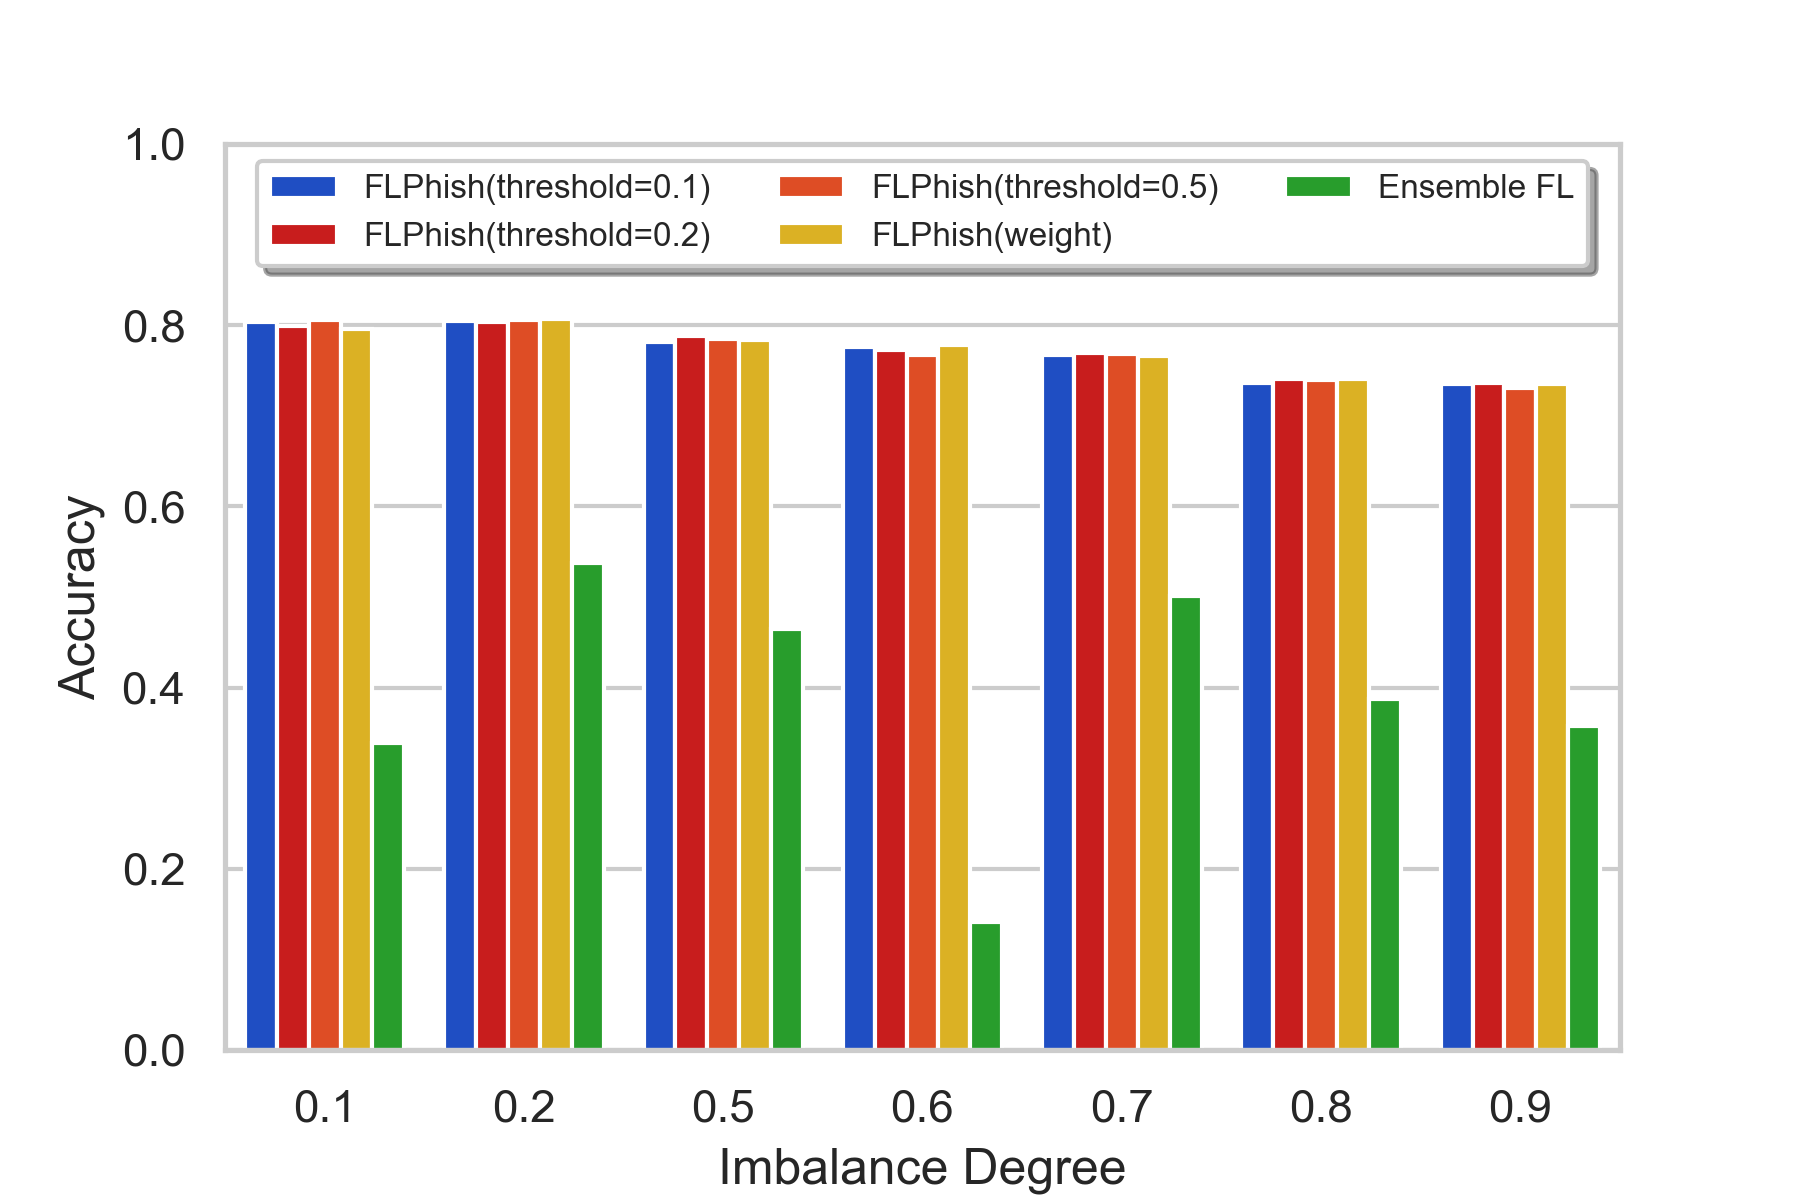 1.0
FLPhish(threshold=0.1) FLPhish(threshold=0.5) Ensemble FL
FLPhish(threshold=0.2) FLPhish(weight)
0.8
0.6
0.4
0.2
0.0
Accuracy
0.1 0.2 0.5 0.6 0.7 0.8 0.9
Imbalance Degree